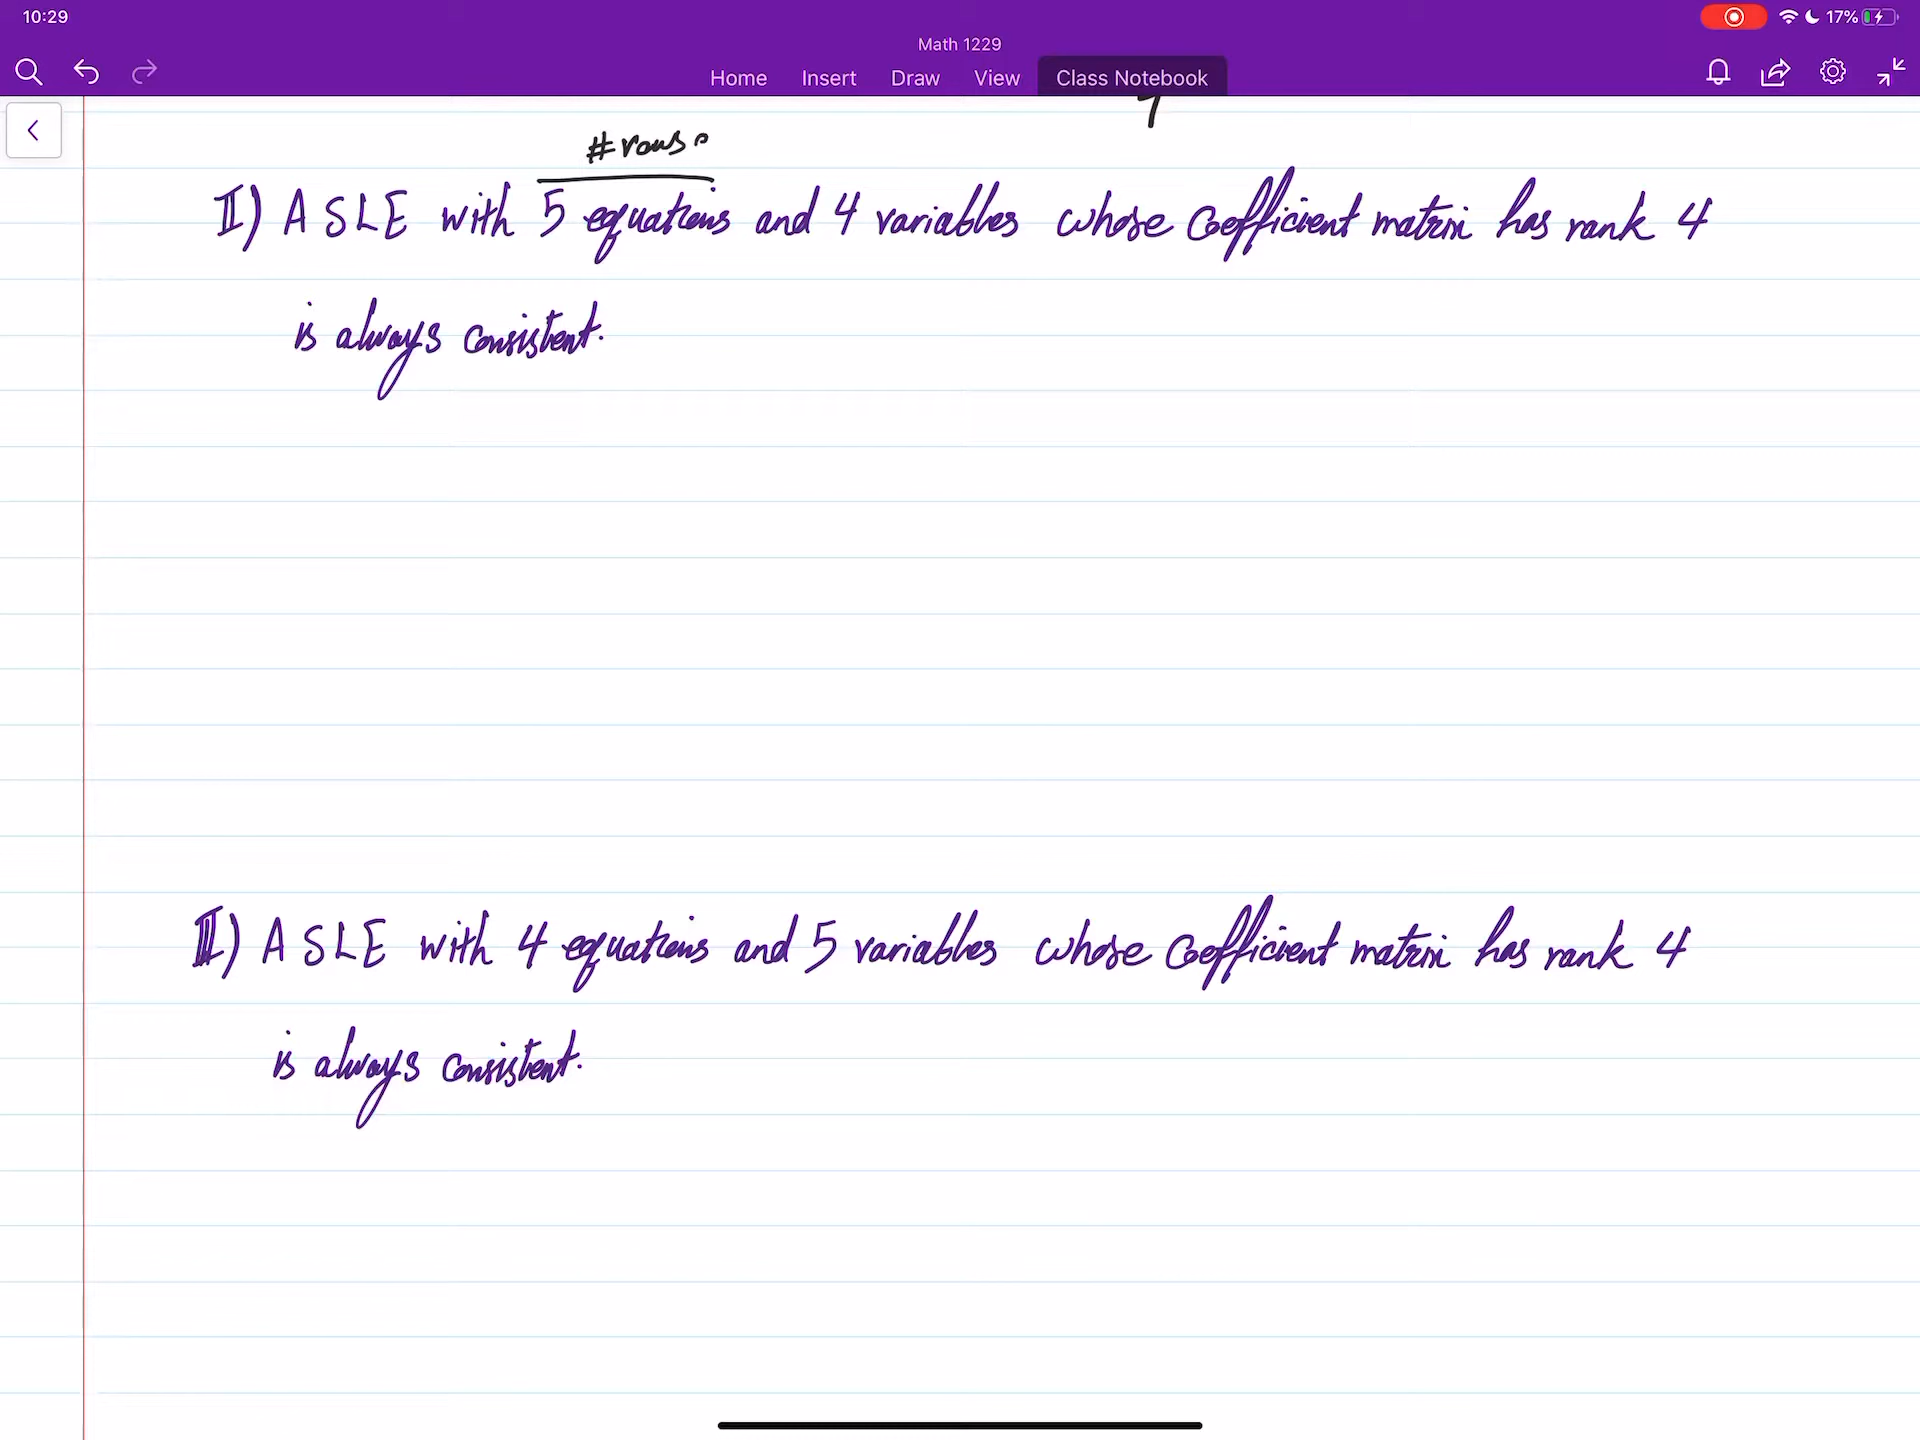 10:29
17%
Math 1229
Home Insert Draw View Class Notebook
#rows
II) A SLE with 5 equations and 4 variables whose coefficient matrix has rank 4
is always consistent.
III) A SLE with 4 equations and 5 variables whose coefficient matrix has rank 4
is always consistent.